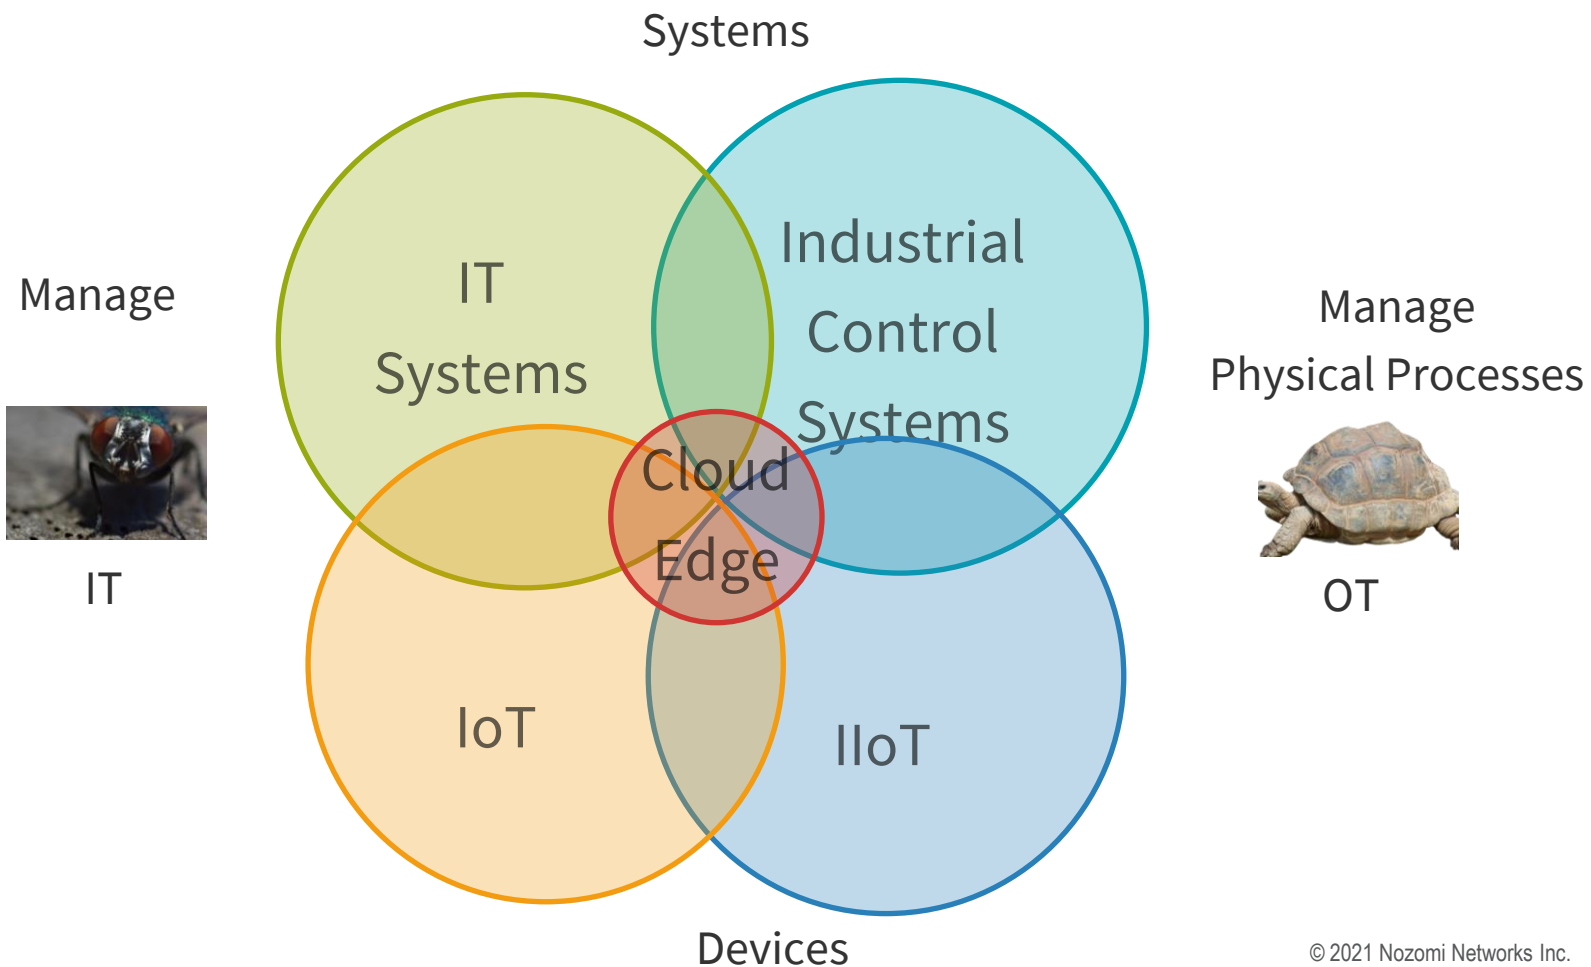 Systems
Manage
IT
IT
Systems
Industrial
Control
Systems
Manage
Physical Processes
OT
Cloud
Edge
IoT
IIoT
Devices
© 2021 Nozomi Networks Inc.